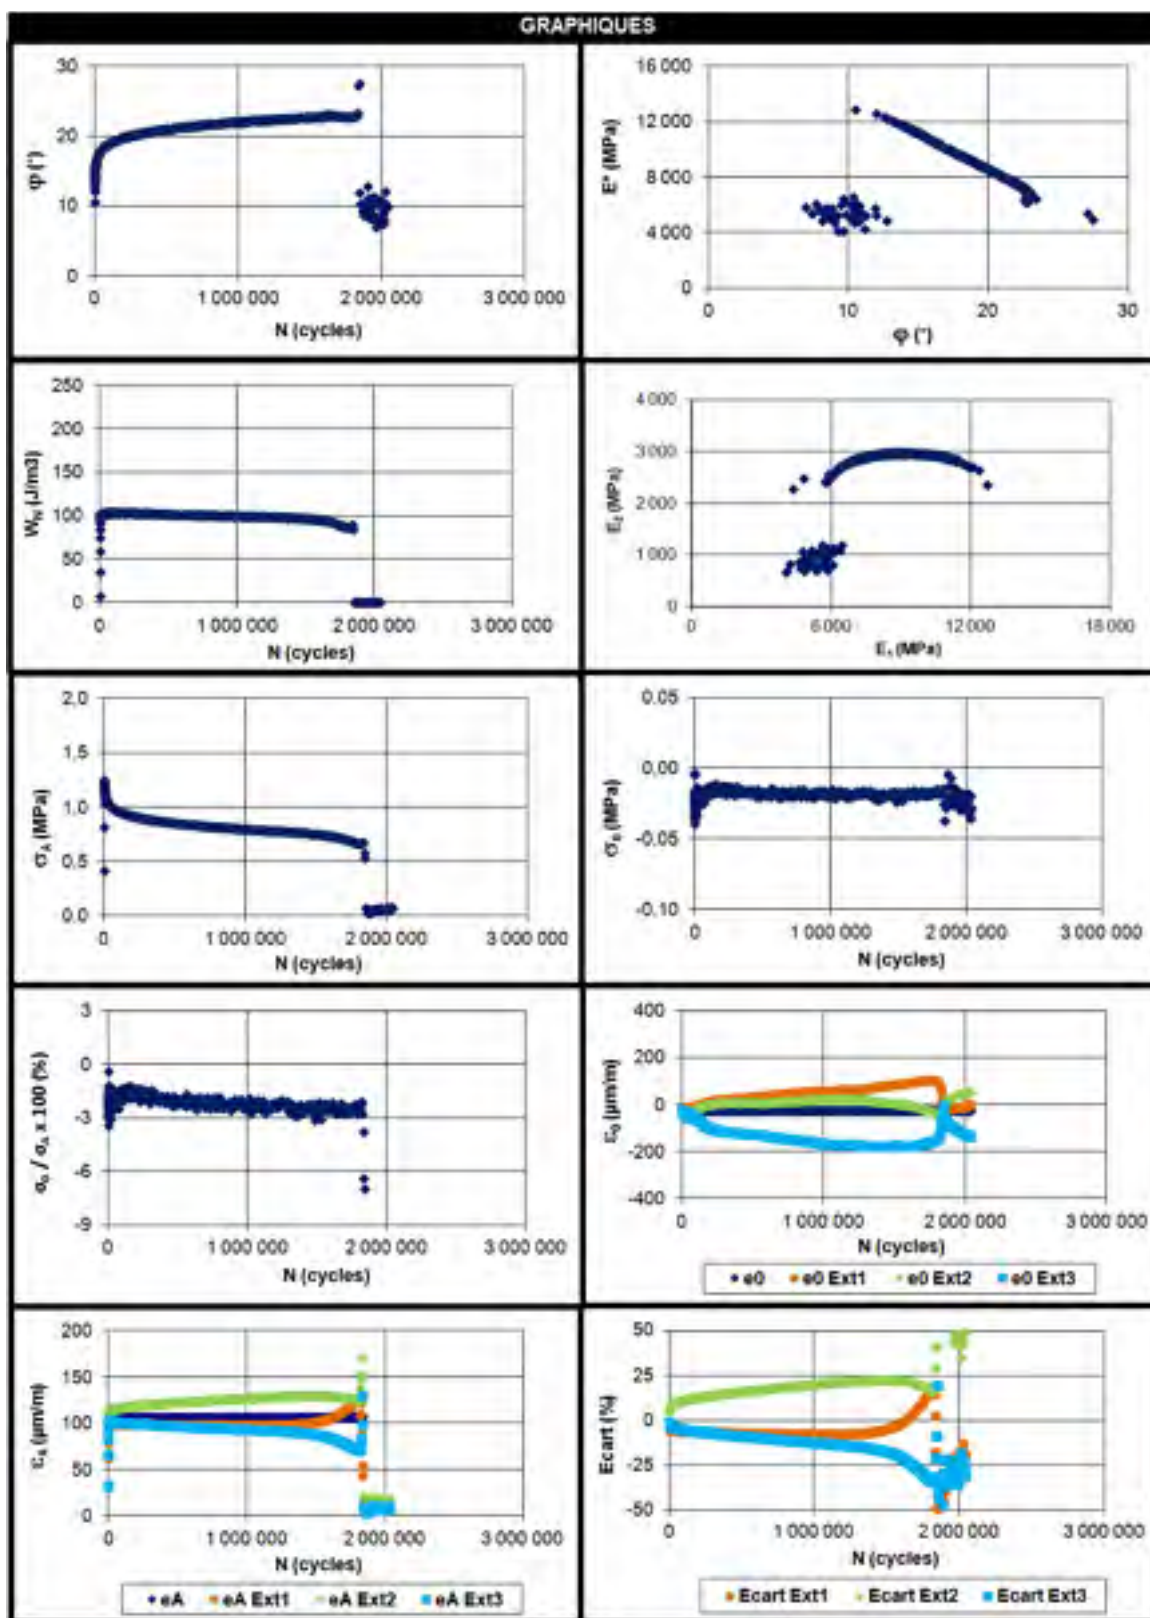 GRAPHIQUES
30
20
10
0
φ (°)
0 1 000 000 2 000 000 3 000 000
N (cycles)
16 000
12 000
8 000
4 000
0
E* (MPa)
0 10 20 30
φ (°)
250
200
150
100
50
0
W_N (J/m3)
0 1 000 000 2 000 000 3 000 000
N (cycles)
4 000
3 000
2 000
1 000
0
E₂ (MPa)
0 6 000 12 000 18 000
E₁ (MPa)
2.0
1.5
1.0
0.5
0.0
σ_A (MPa)
0 1 000 000 2 000 000 3 000 000
N (cycles)
0.05
0.00
-0.05
-0.10
σ₀ (MPa)
0 1 000 000 2 000 000 3 000 000
N (cycles)
3
0
-3
-6
-9
σ₀ / σ_A x 100 (%)
0 1 000 000 2 000 000 3 000 000
N (cycles)
400
200
0
-200
-400
ε₀ (µm/m)
0 1 000 000 2 000 000 3 000 000
N (cycles)
e0 e0 Ext1 e0 Ext2 e0 Ext3
200
150
100
50
0
ε_A (µm/m)
0 1 000 000 2 000 000 3 000 000
N (cycles)
eA eA Ext1 eA Ext2 eA Ext3
50
25
0
-25
-50
Ecart (%)
0 1 000 000 2 000 000 3 000 000
N (cycles)
Ecart Ext1 Ecart Ext2 Ecart Ext3